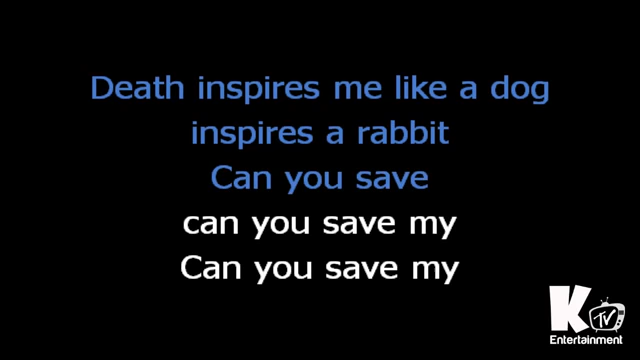 Death inspires me like a dog
inspires a rabbit
Can you save
can you save my
Can you save my
K TV
Entertainment